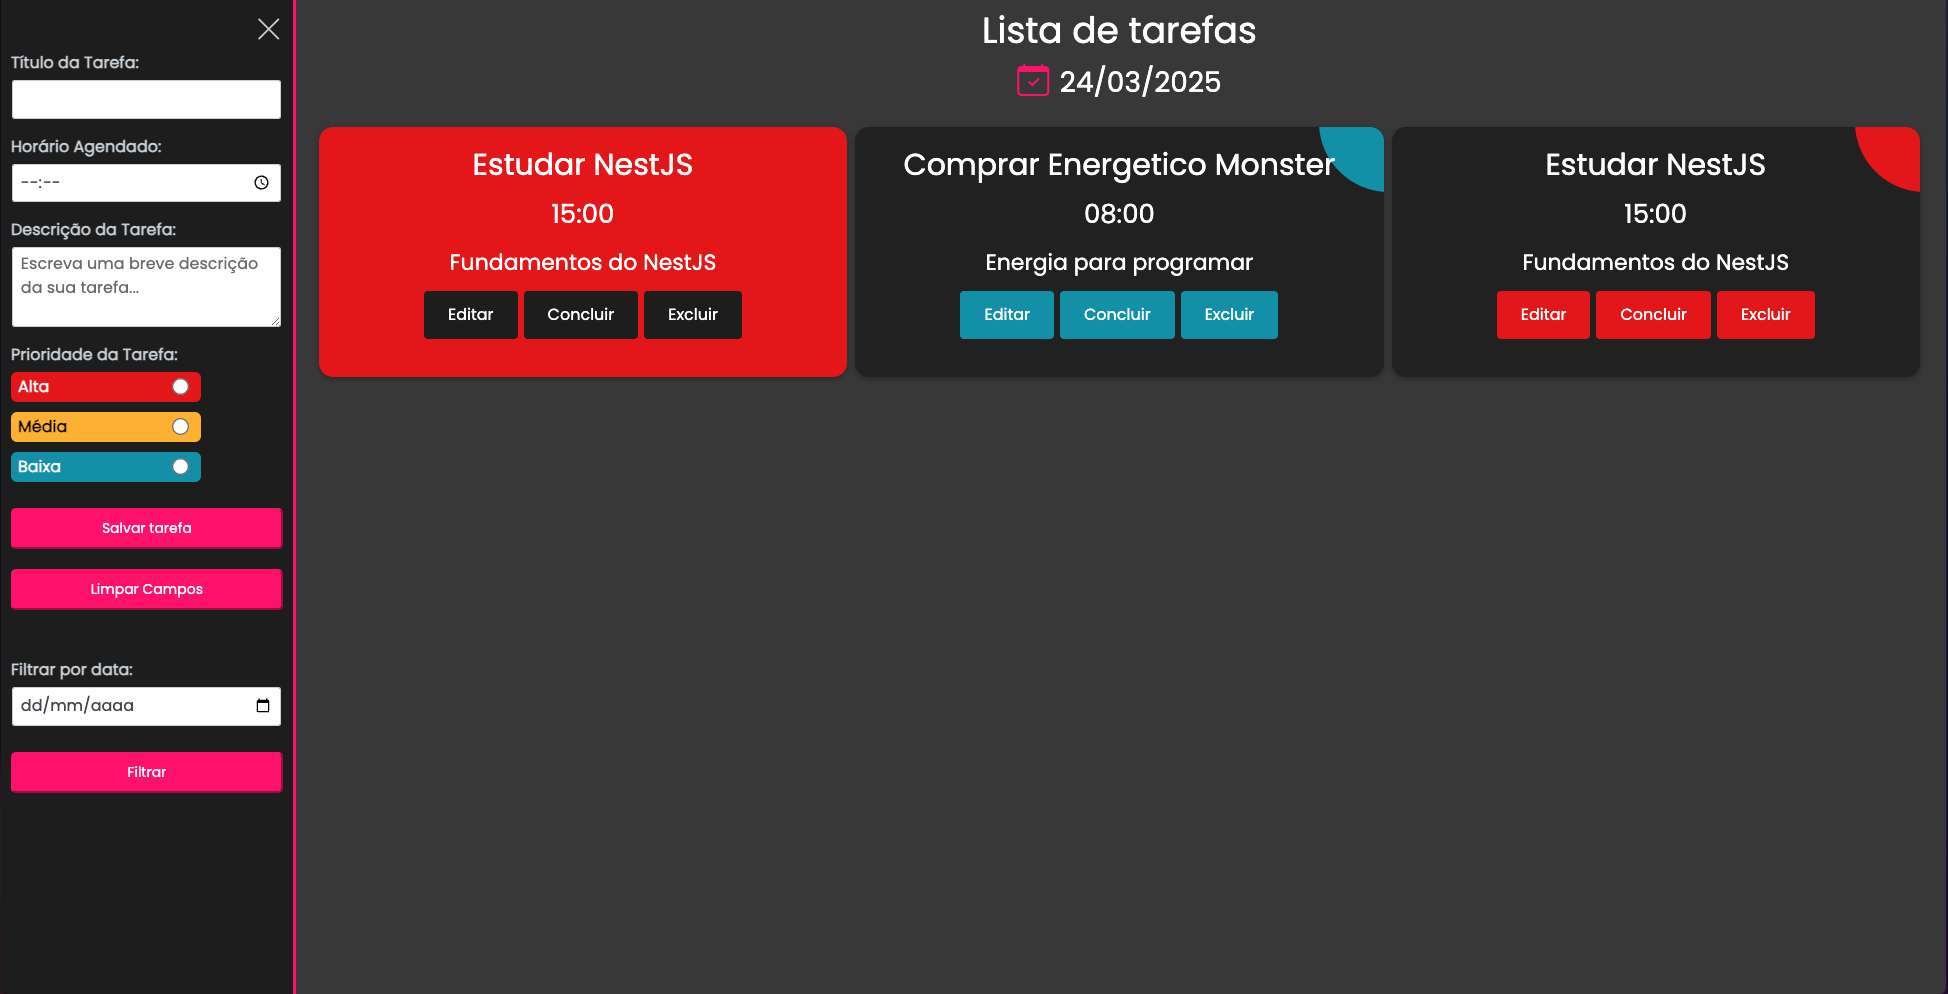 Título da Tarefa:
Horário Agendado:
--:--
Descrição da Tarefa:
Escreva uma breve descrição
da sua tarefa...
Prioridade da Tarefa:
Alta
Média
Baixa
Salvar tarefa
Limpar Campos
Filtrar por data:
dd/mm/aaaa
Filtrar
Lista de tarefas
24/03/2025
Estudar NestJS
15:00
Fundamentos do NestJS
Editar Concluir Excluir
Comprar Energetico Monster
08:00
Energia para programar
Editar Concluir Excluir
Estudar NestJS
15:00
Fundamentos do NestJS
Editar Concluir Excluir